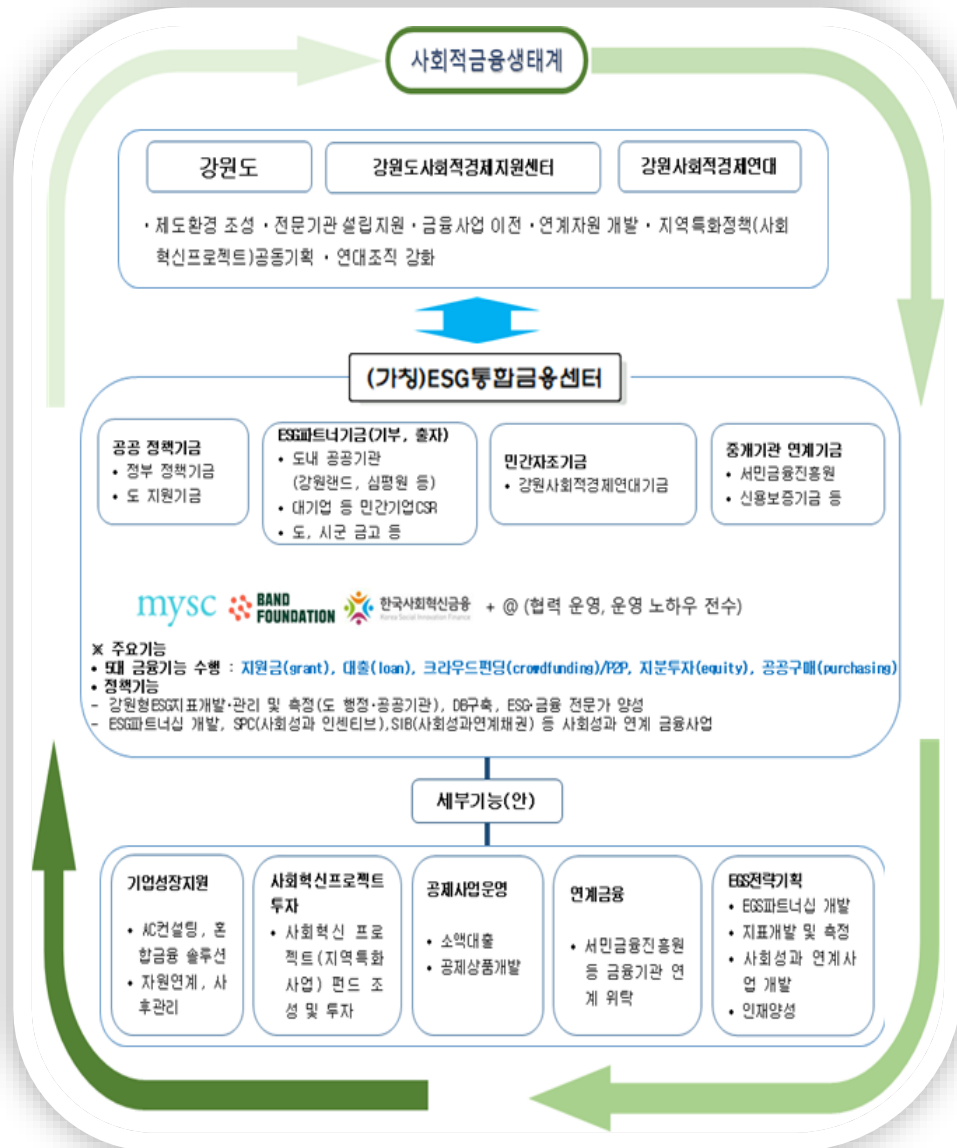 사회적금융생태계
강원도
강원도사회적경제지원센터
강원사회적경제연대
· 제도환경 조성 · 전문기관 설립지원 · 금융사업 이전 · 연계자원 개발 · 지역특화정책(사회
혁신프로젝트)공동기획 · 연대조직 강화
(가칭)ESG통합금융센터
공공 정책기금
• 정부 정책기금
• 도 지원기금
ESG파트너기금(기부, 출자)
• 도내 공공기관
(강원랜드, 심평원 등)
• 대기업 등 민간기업CSR
• 도, 시군 금고 등
민간자조기금
• 강원사회적경제연대기금
중개기관 연계기금
• 서민금융진흥원
• 신용보증기금 등
mysc
BAND
FOUNDATION
한국사회혁신금융
Korea Social Innovation Finance
+ @ (협력 운영, 운영 노하우 전수)
※ 주요기능
• 5대 금융기능 수행 : 지원금(grant), 대출(loan), 크라우드펀딩(crowdfunding)/P2P, 지분투자(equity), 공공구매(purchasing)
• 정책기능
- 강원형ESG지표개발·관리 및 측정(도 행정·공공기관), DB구축, ESG·금융 전문가 양성
- ESG파트너십 개발, SPC(사회성과 인센티브),SIB(사회성과연계채권) 등 사회성과 연계 금융사업
세부기능(안)
기업성장지원
• AC컨설팅, 혼
합금융 솔루션
• 자원연계, 사
후관리
사회혁신프로젝트
투자
• 사회혁신 프로
젝트(지역특화
사업) 펀드 조
성 및 투자
공제사업운영
• 소액대출
• 공제상품개발
연계금융
• 서민금융진흥원
등 금융기관 연
계 위탁
EGS전략기획
• EGS파트너십 개발
• 지표개발 및 측정
• 사회성과 연계사
업 개발
• 인재양성